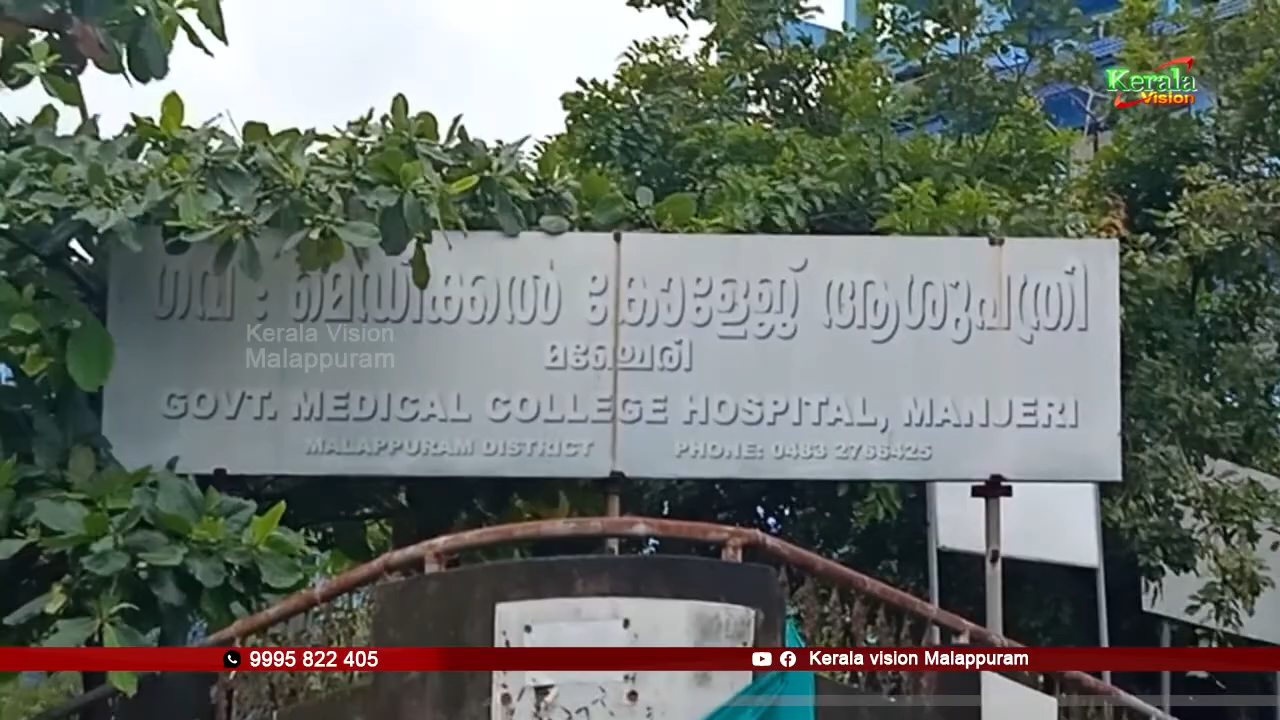 Kerala
Vision
ഗവ : മെഡിക്കൽ കോളേജ് ആശുപത്രി
Kerala Vision
Malappuram
മഞ്ചേരി
GOVT. MEDICAL COLLEGE HOSPITAL, MANJERI
MALAPPURAM DISTRICT PHONE: 0483 2766425
9995 822 405
Kerala vision Malappuram